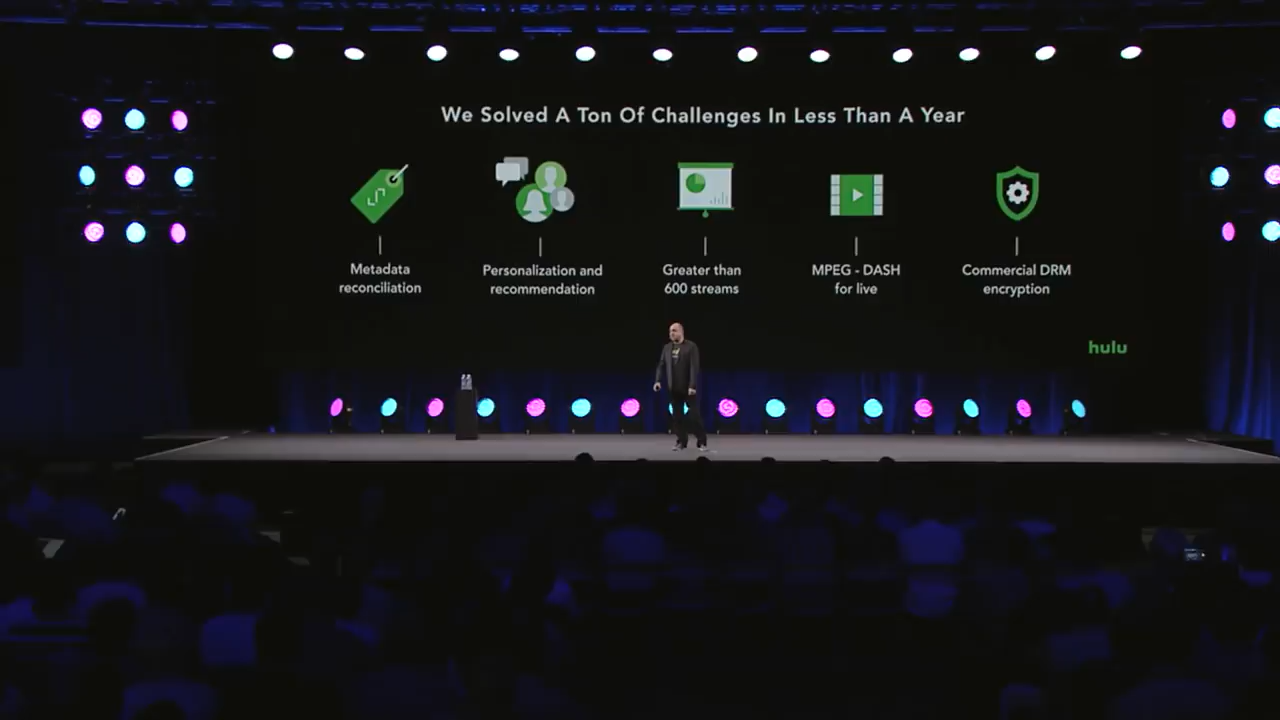 We Solved A Ton Of Challenges In Less Than A Year
Metadata
reconciliation
Personalization and
recommendation
Greater than
600 streams
MPEG - DASH
for live
Commercial DRM
encryption
hulu